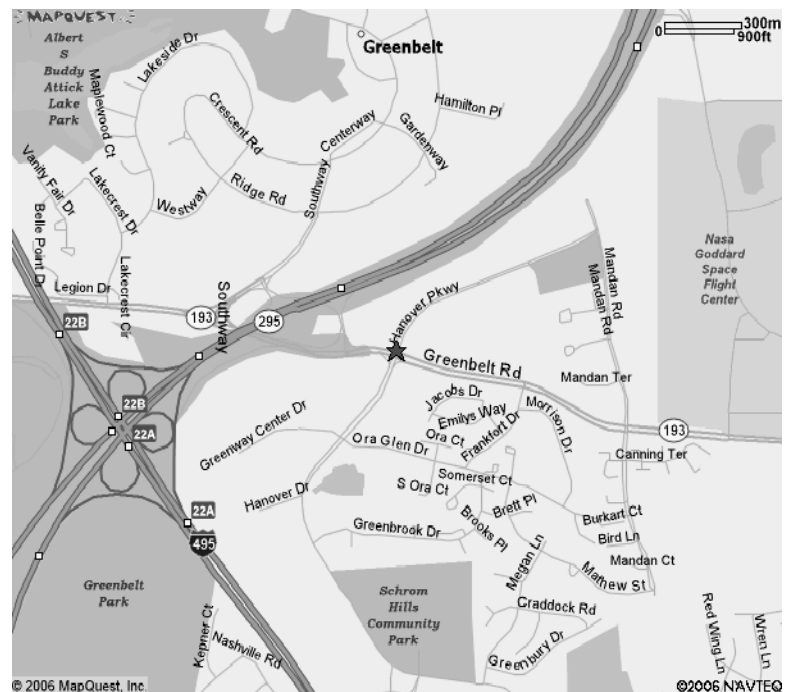 MAPQUEST
300m
0
900ft
Albert
S
Buddy
Attick
Lake
Park
Lakeside Dr
Greenbelt
Maplewood Ct
Crescent Rd
Centerway
Hamilton Pl
Gardenway
Vanity Fair Dr
Lakecrest Dr
Westway
Ridge Rd
Southway
Belle Point Dr
Lakecrest Cir
Nasa
Goddard
Space
Flight
Center
Mandan Rd
Mandan Rd
Legion Dr
Southway
193
295
Hanover Pkwy
22B
Greenbelt Rd
Mandan Ter
Jacobs Dr
Emilys Way
Morrison Dr
22B
22A
Greenway Center Dr
Ora Glen Dr
Ora Ct
Frankfort Dr
193
Canning Ter
Hanover Dr
S Ora Ct
Somerset Ct
Brett Pl
Burkart Ct
22A
495
Greenbrook Dr
Brooks Pl
Bird Ln
Megan Ln
Mandan Ct
Mathew St
Greenbelt
Park
Schrom
Hills
Community
Park
Craddock Rd
Greenbury Dr
Kepner Ct
Nashville Rd
Red Wing Ln
Wren Ln
© 2006 MapQuest, Inc.
©2006 NAVTEQ